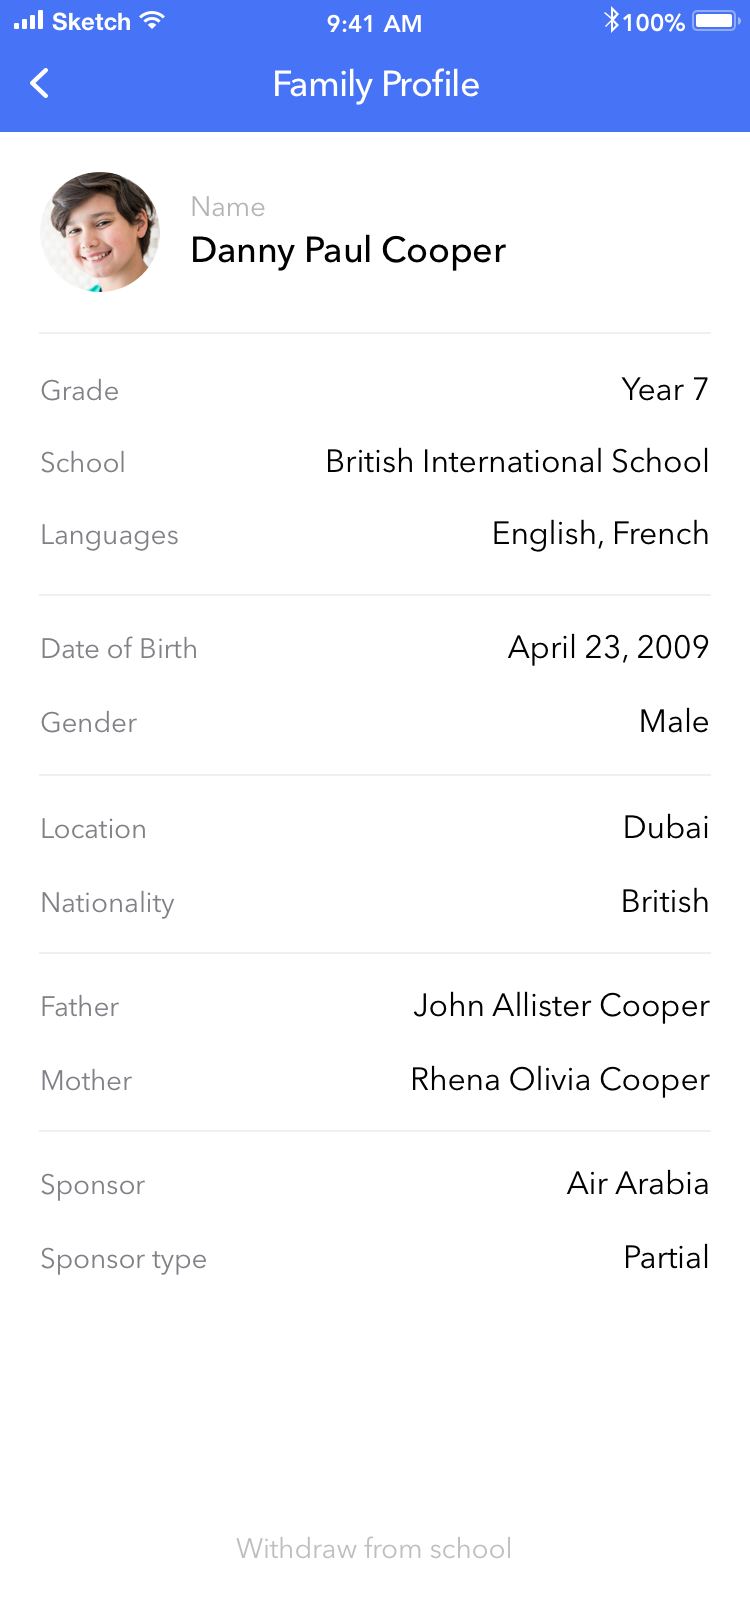 Sketch 9:41 AM 100%
Family Profile
Name
Danny Paul Cooper
Grade Year 7
School British International School
Languages English, French
Date of Birth April 23, 2009
Gender Male
Location Dubai
Nationality British
Father John Allister Cooper
Mother Rhena Olivia Cooper
Sponsor Air Arabia
Sponsor type Partial
Withdraw from school